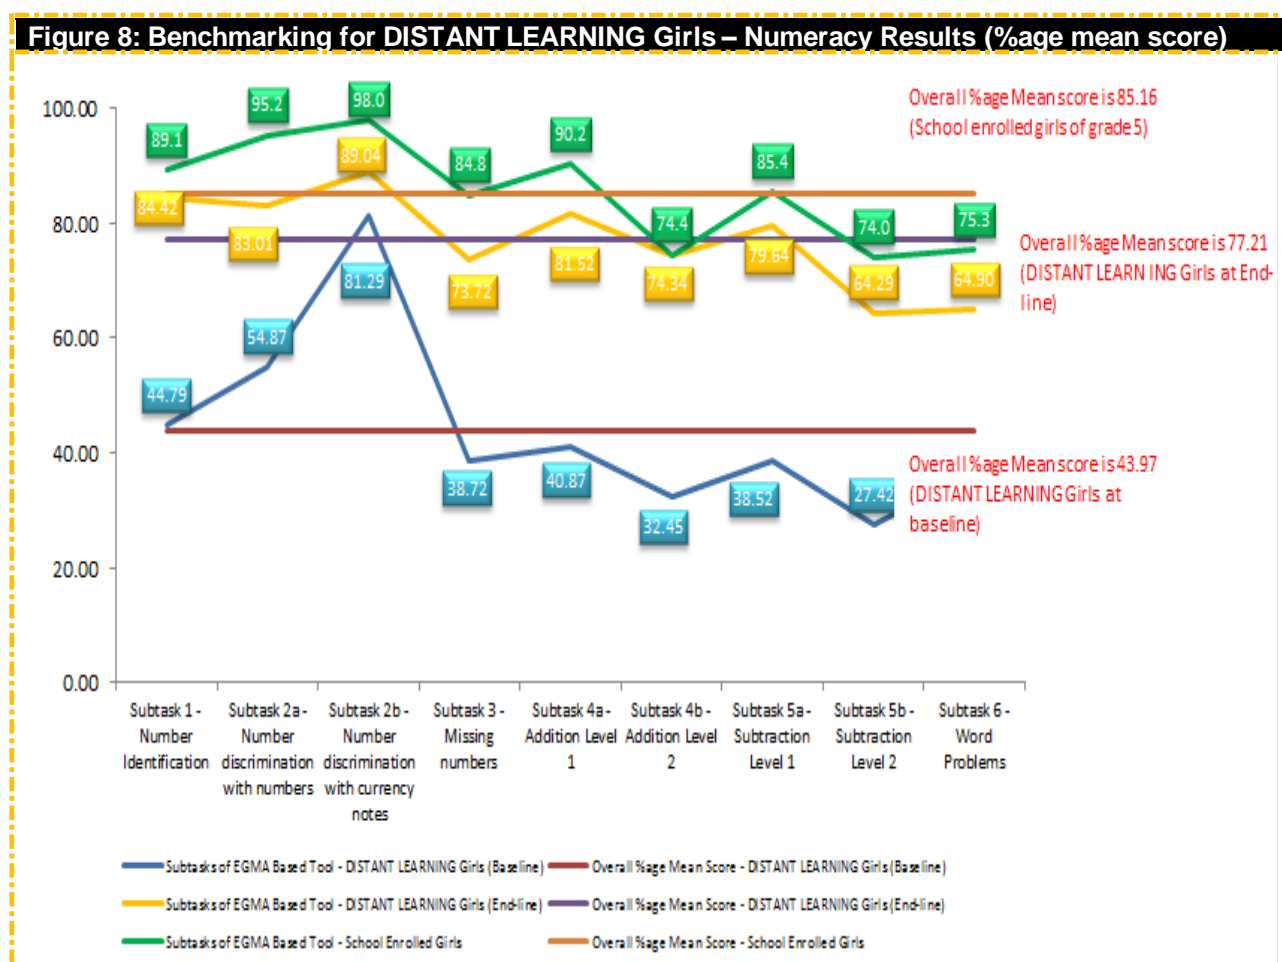 Figure 8: Benchmarking for DISTANT LEARNING Girls – Numeracy Results (%age mean score)
100.00
80.00
60.00
40.00
20.00
0.00
89.1
95.2
98.0
84.8
90.2
74.4
85.4
74.0
75.3
84.42
83.01
89.04
73.72
81.52
74.34
79.64
64.29
64.90
44.79
54.87
81.29
38.72
40.87
32.45
38.52
27.42
Overall %age Mean score is 85.16
(School enrolled girls of grade 5)
Overall %age Mean score is 77.21
(DISTANT LEARN ING Girls at End-
line)
Overall %age Mean score is 43.97
(DISTANT LEARNING Girls at
baseline)
Subtask 1 -
Number
Identification
Subtask 2a -
Number
discrimination
with numbers
Subtask 2b -
Number
discrimination
with currency
notes
Subtask 3 -
Missing
numbers
Subtask 4a -
Addition Level
1
Subtask 4b -
Addition Level
2
Subtask 5a -
Subtraction
Level 1
Subtask 5b -
Subtraction
Level 2
Subtask 6 -
Word
Problems
Subtasks of EGMA Based Tool - DISTANT LEARNING Girls (Baseline)
Overall %age Mean Score - DISTANT LEARNING Girls (Baseline)
Subtasks of EGMA Based Tool - DISTANT LEARNING Girls (End-line)
Overall %age Mean Score - DISTANT LEARNING Girls (End-line)
Subtasks of EGMA Based Tool - School Enrolled Girls
Overall %age Mean Score - School Enrolled Girls